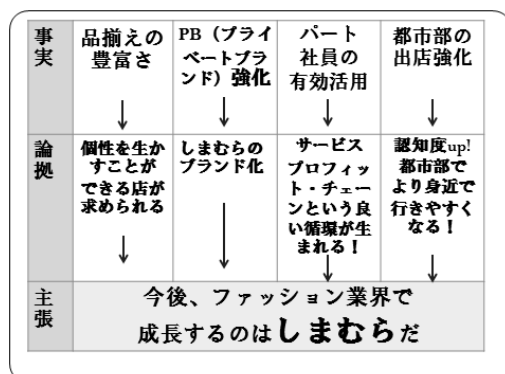 事実
品揃えの
豊富さ
PB（プライ
ベートブラ
ンド）強化
パート
社員の
有効活用
都市部の
出店強化
論拠
個性を生か
すことが
できる店が
求められる
しまむらの
ブランド化
サービス
プロフィッ
ト・チェー
ンという良
い循環が生
まれる！
認知度up!
都市部で
より身近で
行きやすく
なる！
主張
今後、ファッション業界で
成長するのはしまむらだ